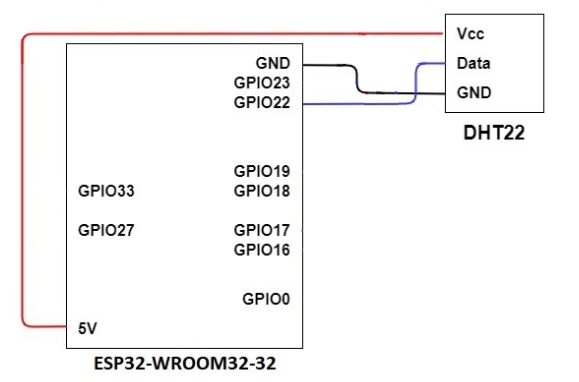 Vcc
Data
GND
DHT22
GND
GPIO23
GPIO22
GPIO19
GPIO33 GPIO18
GPIO27 GPIO17
GPIO16
GPIO0
5V
ESP32-WROOM32-32